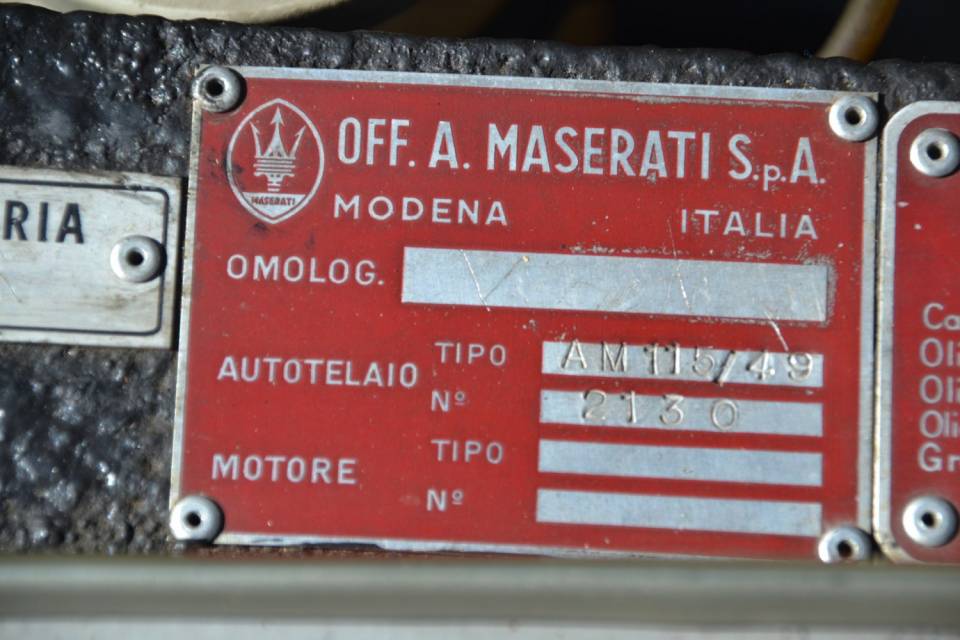 RIA
OFF. A. MASERATI S.p.A.
MASERATI
MODENA ITALIA
OMOLOG.
AUTOTELAIO TIPO AM115/49
Nº 2130
MOTORE TIPO
Nº
Ca
Oli
Oli
Oli
Gr